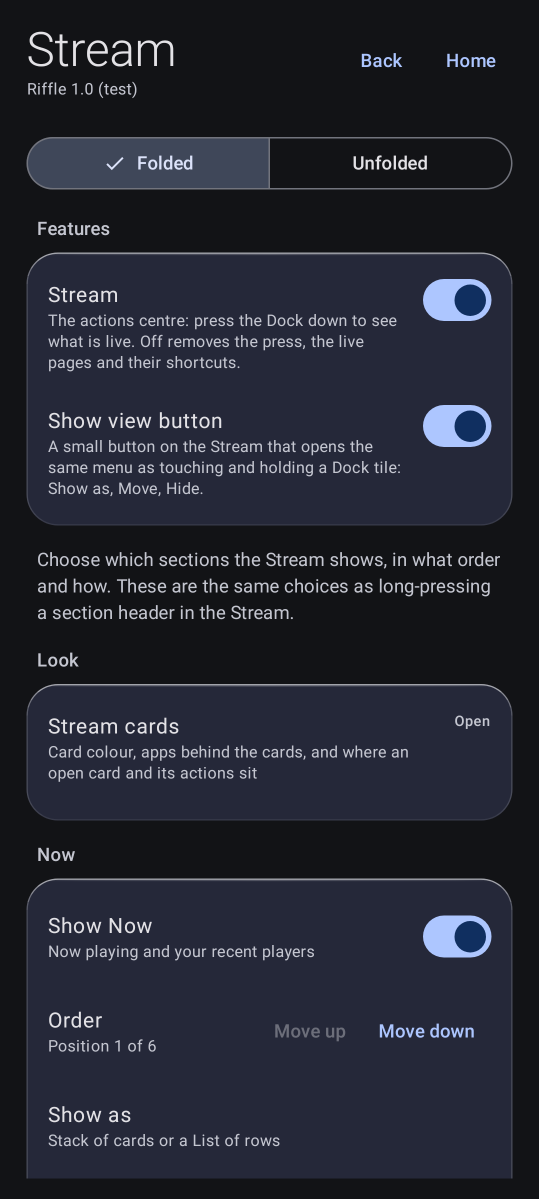 Stream
Riffle 1.0 (test)
Back
Home
Folded
Unfolded
Features
Stream
The actions centre: press the Dock down to see
what is live. Off removes the press, the live
pages and their shortcuts.
Show view button
A small button on the Stream that opens the
same menu as touching and holding a Dock tile:
Show as, Move, Hide.
Choose which sections the Stream shows, in what order
and how. These are the same choices as long-pressing
a section header in the Stream.
Look
Stream cards
Open
Card colour, apps behind the cards, and where an
open card and its actions sit
Now
Show Now
Now playing and your recent players
Order
Position 1 of 6
Move up
Move down
Show as
Stack of cards or a List of rows